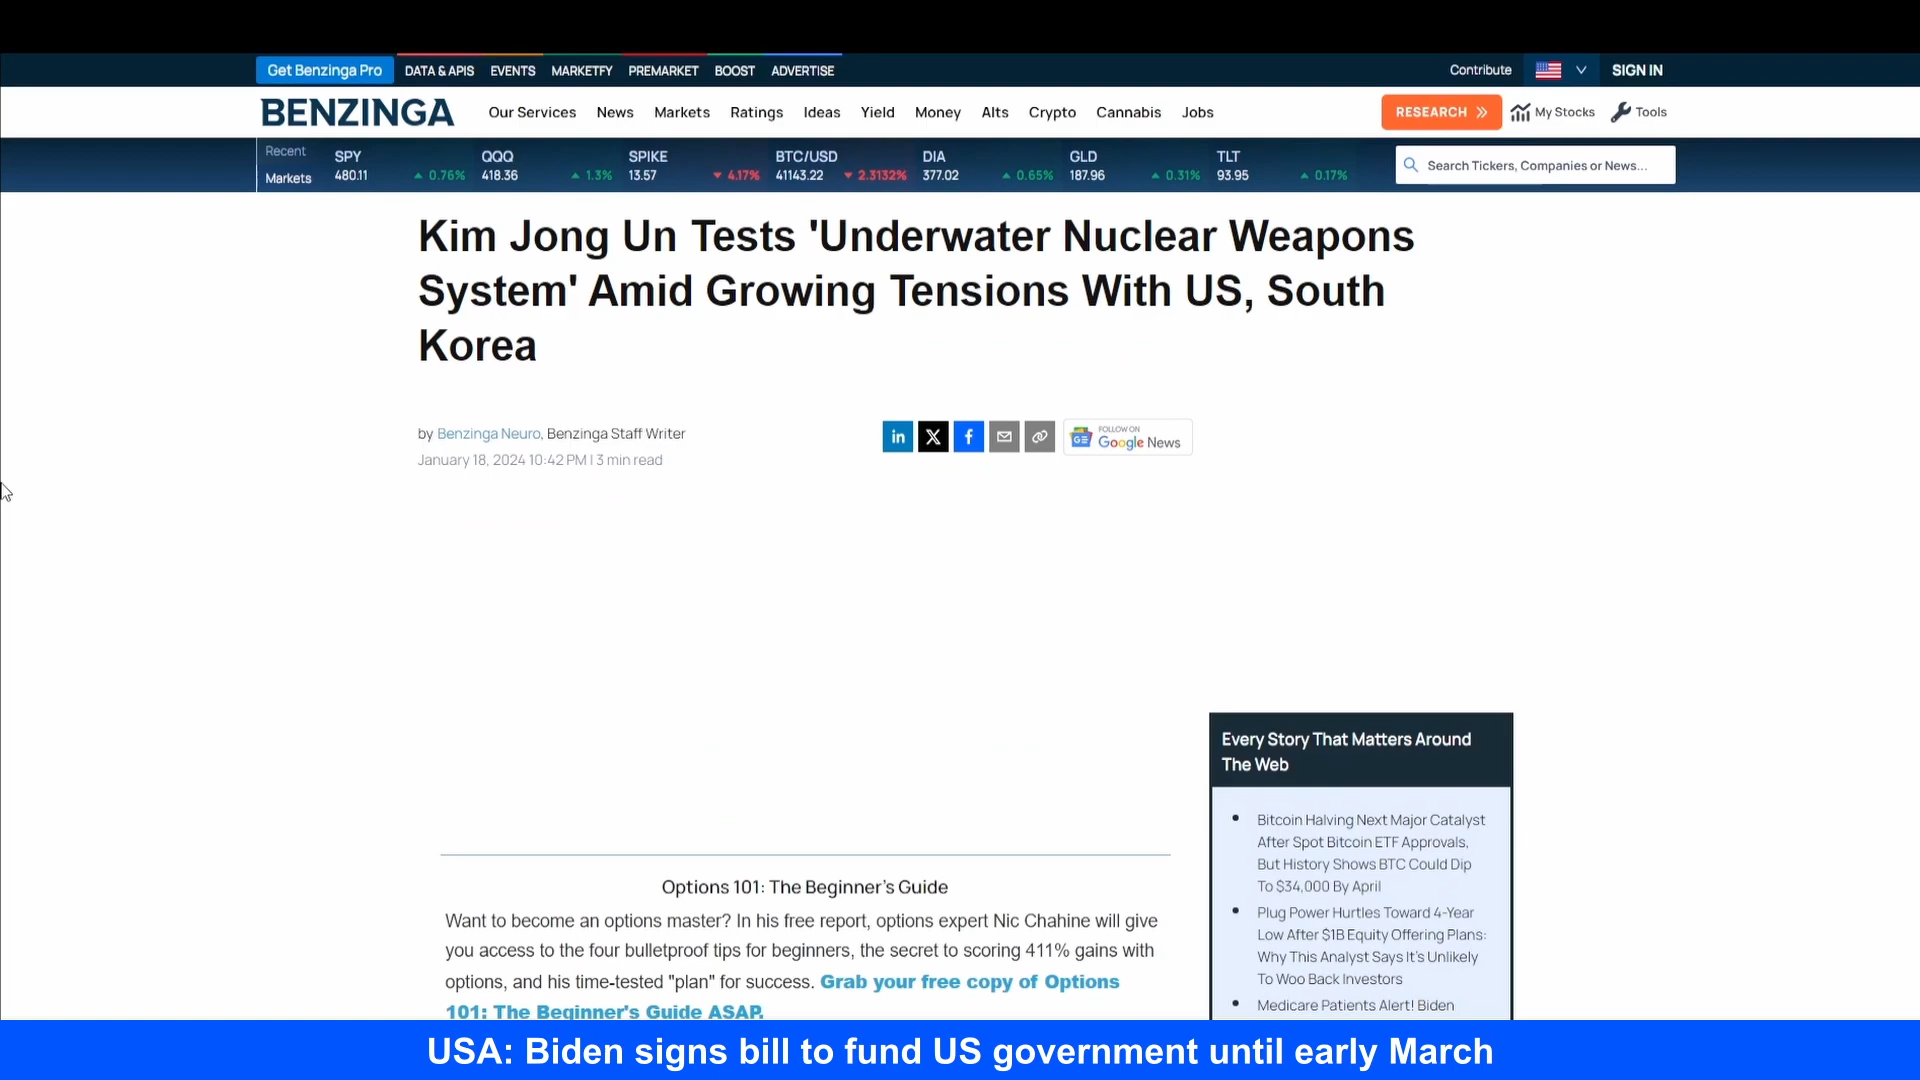 Get Benzinga Pro DATA & APIS EVENTS MARKETFY PREMARKET BOOST ADVERTISE Contribute SIGN IN
BENZINGA Our Services News Markets Ratings Ideas Yield Money Alts Crypto Cannabis Jobs RESEARCH My Stocks Tools
Recent
Markets
SPY
480.11 0.76%
QQQ
418.36 1.3%
SPIKE
13.57 4.17%
BTC/USD
41143.22 2.3132%
DIA
377.02 0.65%
GLD
187.96 0.31%
TLT
93.95 0.17%
Search Tickers, Companies or News...
Kim Jong Un Tests 'Underwater Nuclear Weapons
System' Amid Growing Tensions With US, South
Korea
by Benzinga Neuro, Benzinga Staff Writer
January 18, 2024 10:42 PM | 3 min read
in X f
FOLLOW ON
Google News
GE
Options 101: The Beginner's Guide
Want to become an options master? In his free report, options expert Nic Chahine will give
you access to the four bulletproof tips for beginners, the secret to scoring 411% gains with
options, and his time-tested "plan" for success. Grab your free copy of Options
101: The Beginner's Guide ASAP.
Every Story That Matters Around
The Web
• Bitcoin Halving Next Major Catalyst
After Spot Bitcoin ETF Approvals,
But History Shows BTC Could Dip
To $34,000 By April
• Plug Power Hurtles Toward 4-Year
Low After $1B Equity Offering Plans:
Why This Analyst Says It's Unlikely
To Woo Back Investors
• Medicare Patients Alert! Biden
USA: Biden signs bill to fund US government until early March